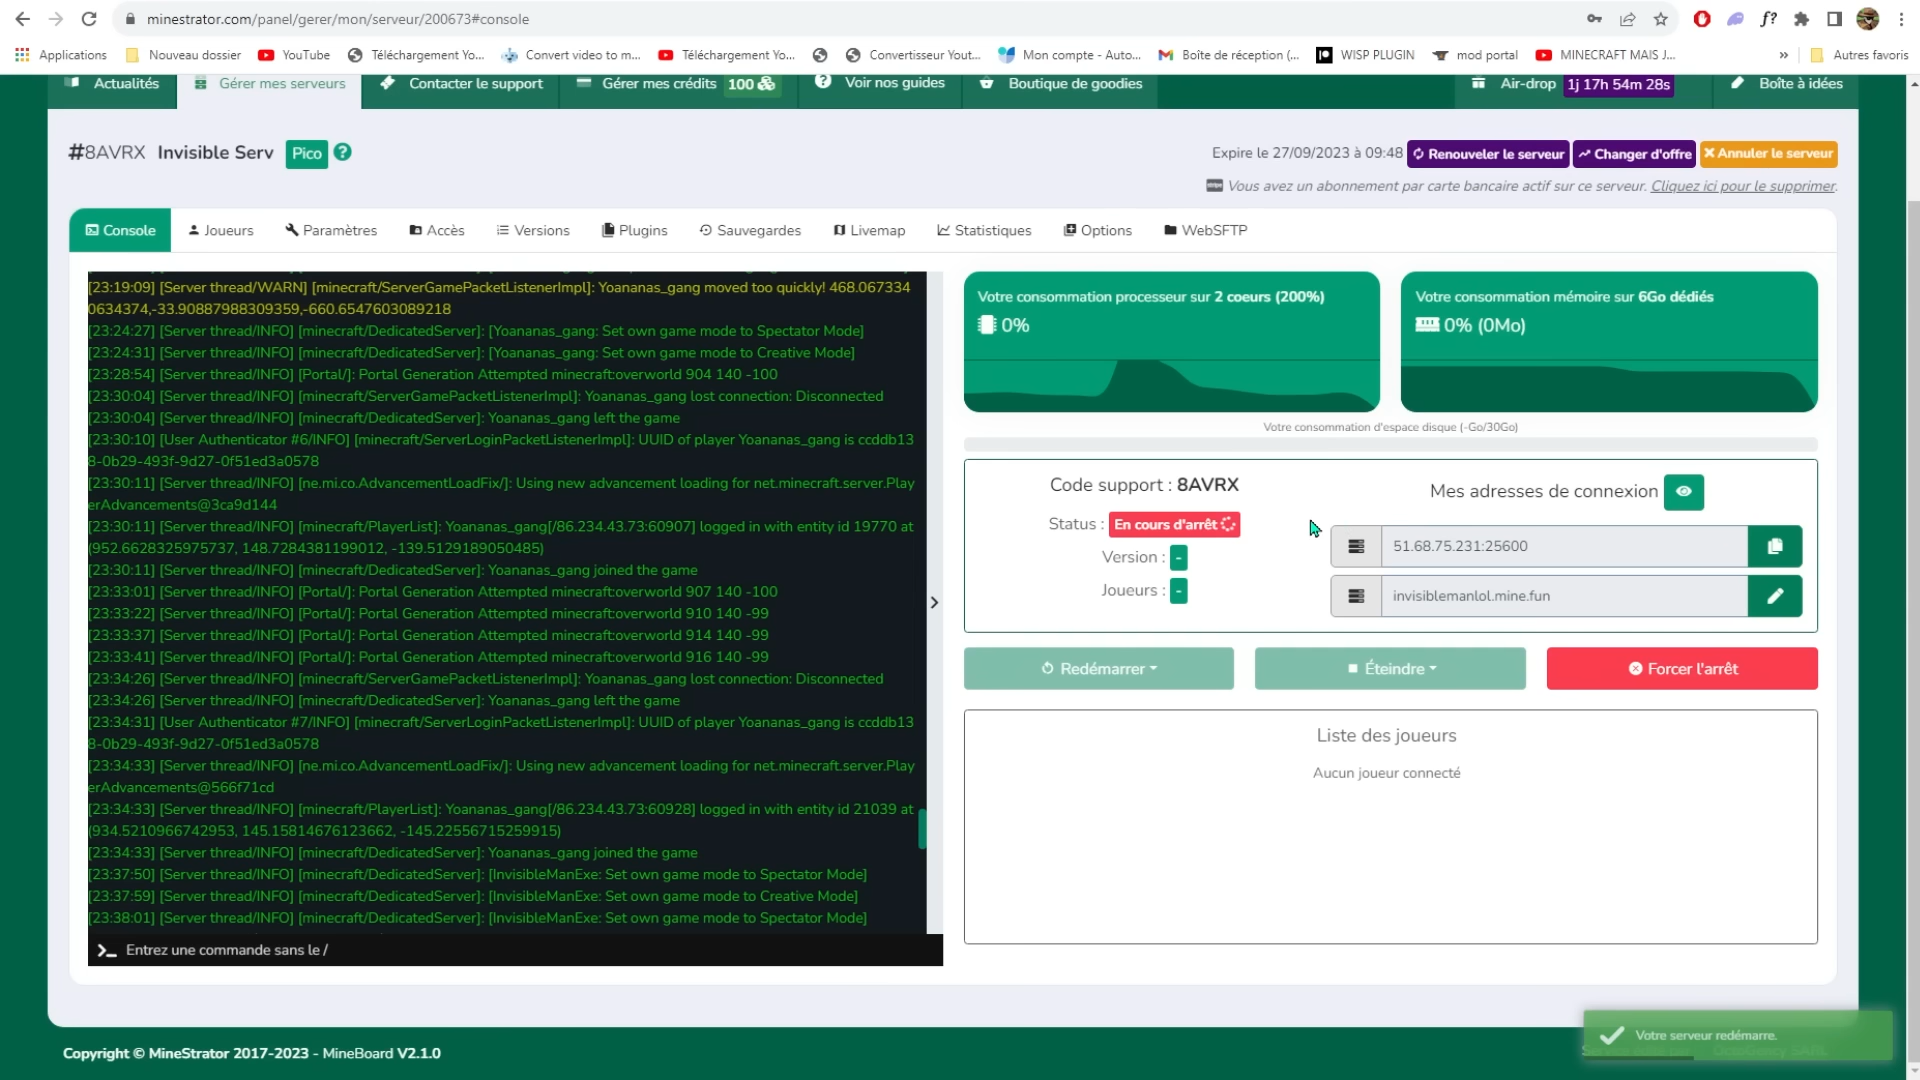 minestrator.com/panel/gerer/mon/serveur/200673#console
Applications
Nouveau dossier
YouTube
Téléchargement Yo...
Convert video to m...
Téléchargement Yo...
Convertisseur Yout...
Mon compte - Auto...
Boîte de réception (...
WISP PLUGIN
mod portal
MINECRAFT MAIS J...
»
Autres favoris
Actualités
Gérer mes serveurs
Contacter le support
Gérer mes crédits 100
Voir nos guides
Boutique de goodies
Air-drop 1j 17h 54m 28s
Boîte à idées
#8AVRX Invisible Serv Pico
Expire le 27/09/2023 à 09:48 Renouveler le serveur Changer d'offre Annuler le serveur
Vous avez un abonnement par carte bancaire actif sur ce serveur. Cliquez ici pour le supprimer.
Console
Joueurs
Paramètres
Accès
Versions
Plugins
Sauvegardes
Livemap
Statistiques
Options
WebSFTP
[23:19:09] [Server thread/WARN] [minecraft/ServerGamePacketListenerImpl]: Yoananas_gang moved too quickly! 468.067334
0634374,-33.90887988309359,-660.6547603089218
[23:24:27] [Server thread/INFO] [minecraft/DedicatedServer]: [Yoananas_gang: Set own game mode to Spectator Mode]
[23:24:31] [Server thread/INFO] [minecraft/DedicatedServer]: [Yoananas_gang: Set own game mode to Creative Mode]
[23:28:54] [Server thread/INFO] [Portal/]: Portal Generation Attempted minecraft:overworld 904 140 -100
[23:30:04] [Server thread/INFO] [minecraft/ServerGamePacketListenerImpl]: Yoananas_gang lost connection: Disconnected
[23:30:04] [Server thread/INFO] [minecraft/DedicatedServer]: Yoananas_gang left the game
[23:30:10] [User Authenticator #6/INFO] [minecraft/ServerLoginPacketListenerImpl]: UUID of player Yoananas_gang is ccddb13
8-0b29-493f-9d27-0f51ed3a0578
[23:30:11] [Server thread/INFO] [ne.mi.co.AdvancementLoadFix/]: Using new advancement loading for net.minecraft.server.Play
erAdvancements@3ca9d144
[23:30:11] [Server thread/INFO] [minecraft/PlayerList]: Yoananas_gang[/86.234.43.73:60907] logged in with entity id 19770 at
(952.6628325975737, 148.7284381199012, -139.5129189050485)
[23:30:11] [Server thread/INFO] [minecraft/DedicatedServer]: Yoananas_gang joined the game
[23:33:01] [Server thread/INFO] [Portal/]: Portal Generation Attempted minecraft:overworld 907 140 -100
[23:33:22] [Server thread/INFO] [Portal/]: Portal Generation Attempted minecraft:overworld 910 140 -99
[23:33:37] [Server thread/INFO] [Portal/]: Portal Generation Attempted minecraft:overworld 914 140 -99
[23:33:41] [Server thread/INFO] [Portal/]: Portal Generation Attempted minecraft:overworld 916 140 -99
[23:34:26] [Server thread/INFO] [minecraft/ServerGamePacketListenerImpl]: Yoananas_gang lost connection: Disconnected
[23:34:26] [Server thread/INFO] [minecraft/DedicatedServer]: Yoananas_gang left the game
[23:34:31] [User Authenticator #7/INFO] [minecraft/ServerLoginPacketListenerImpl]: UUID of player Yoananas_gang is ccddb13
8-0b29-493f-9d27-0f51ed3a0578
[23:34:33] [Server thread/INFO] [ne.mi.co.AdvancementLoadFix/]: Using new advancement loading for net.minecraft.server.Play
erAdvancements@566f71cd
[23:34:33] [Server thread/INFO] [minecraft/PlayerList]: Yoananas_gang[/86.234.43.73:60928] logged in with entity id 21039 at
(934.5210966742953, 145.15814676123662, -145.22556715259915)
[23:34:33] [Server thread/INFO] [minecraft/DedicatedServer]: Yoananas_gang joined the game
[23:37:50] [Server thread/INFO] [minecraft/DedicatedServer]: [InvisibleManExe: Set own game mode to Spectator Mode]
[23:37:59] [Server thread/INFO] [minecraft/DedicatedServer]: [InvisibleManExe: Set own game mode to Creative Mode]
[23:38:01] [Server thread/INFO] [minecraft/DedicatedServer]: [InvisibleManExe: Set own game mode to Spectator Mode]
Entrez une commande sans le /
Votre consommation processeur sur 2 coeurs (200%)
0%
Votre consommation mémoire sur 6Go dédiés
0% (0Mo)
Votre consommation d'espace disque (-Go/30Go)
Code support : 8AVRX
Status : En cours d'arrêt
Version : -
Joueurs : -
Mes adresses de connexion
51.68.75.231:25600
invisiblemanlol.mine.fun
Redémarrer
Éteindre
Forcer l'arrêt
Liste des joueurs
Aucun joueur connecté
Votre serveur redémarre.
Copyright © MineStrator 2017-2023 - MineBoard V2.1.0